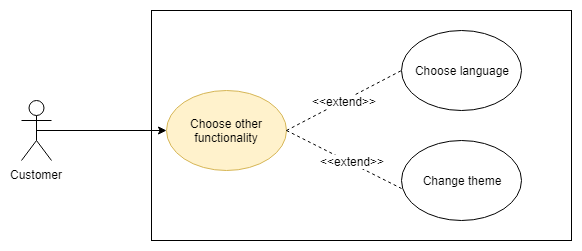 Choose language
<<extend>>
Choose other
functionality
<<extend>>
Customer
Change theme